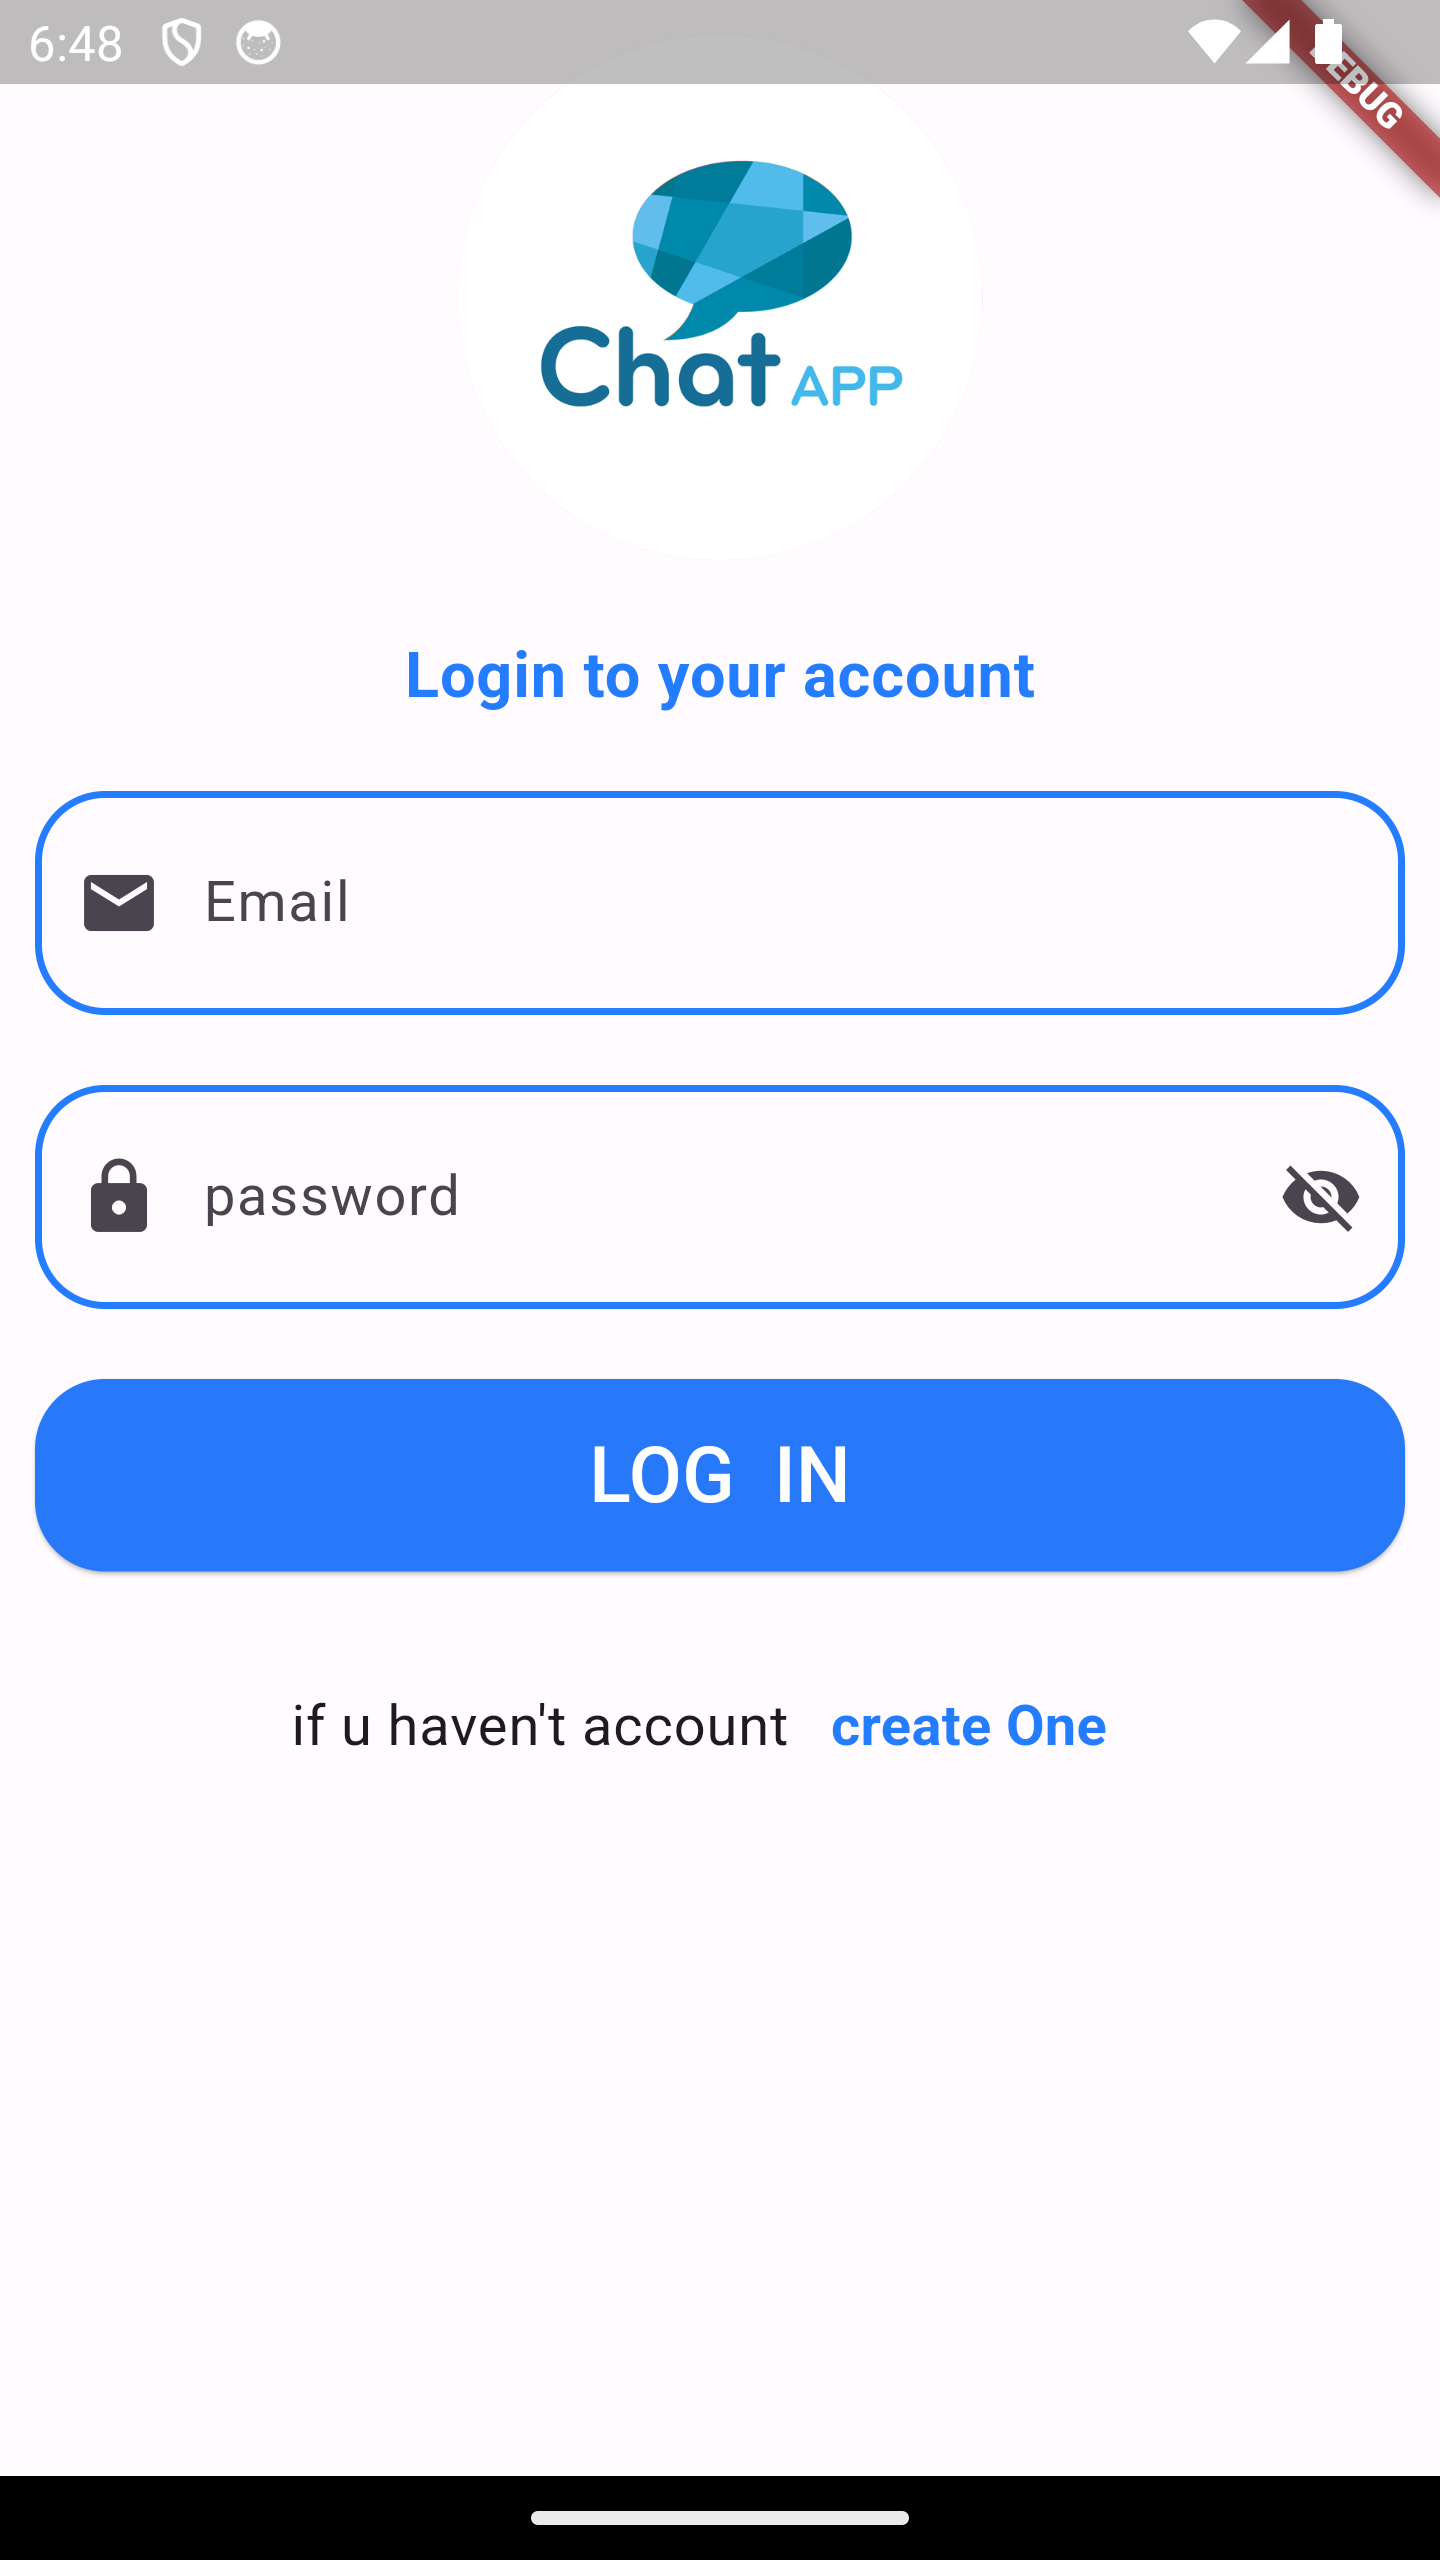 6:48
DEBUG
Chat APP
Login to your account
Email
password
LOG IN
if u haven't account create One